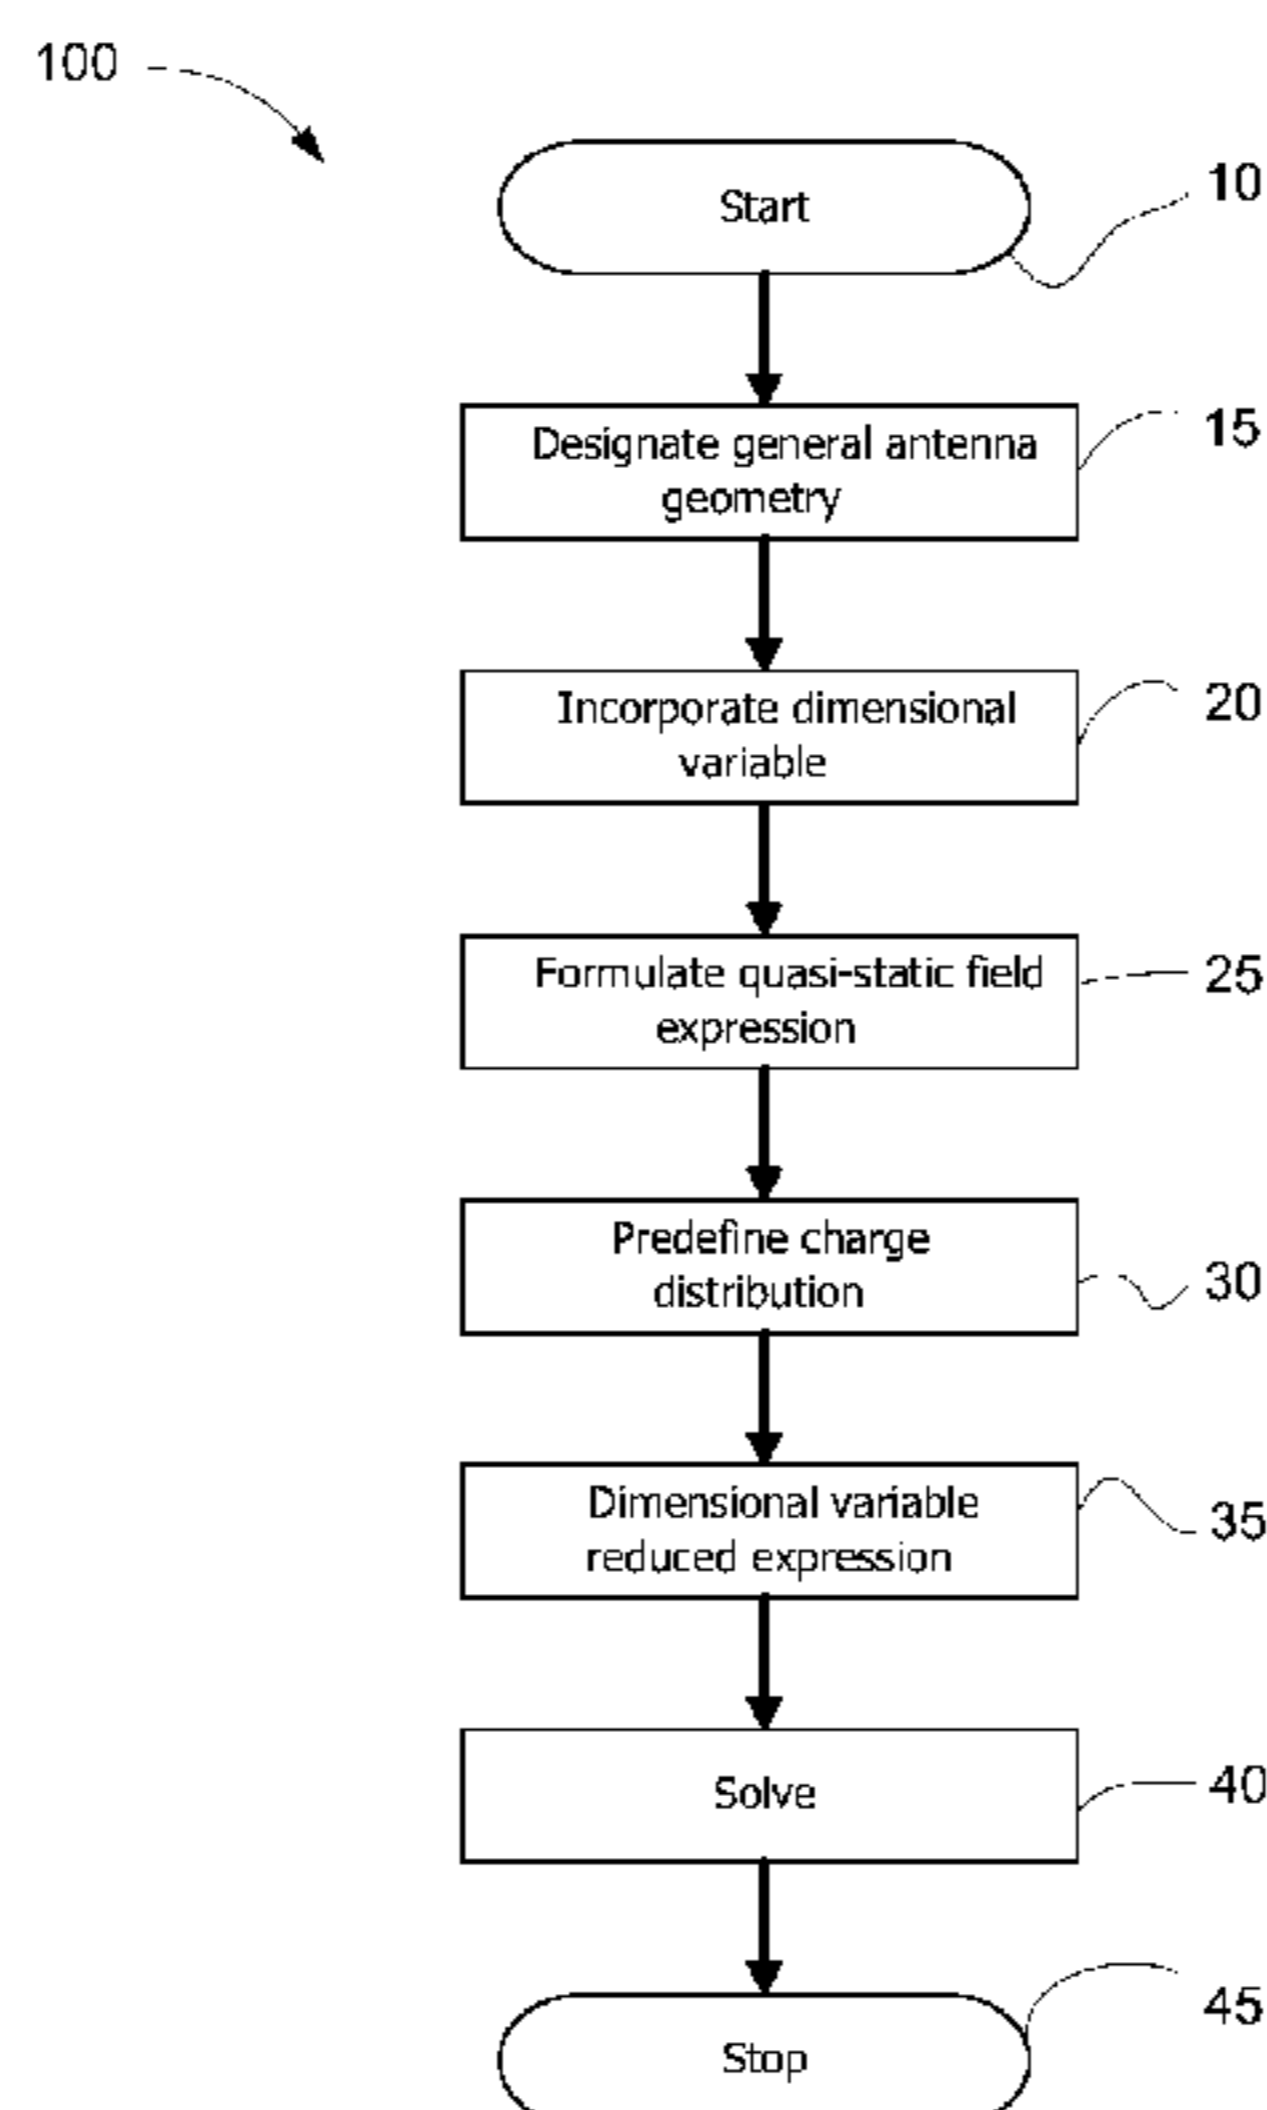 100
Start
10
Designate general antenna
geometry
15
Incorporate dimensional
variable
20
Formulate quasi-static field
expression
25
Predefine charge
distribution
30
Dimensional variable
reduced expression
35
Solve
40
Stop
45